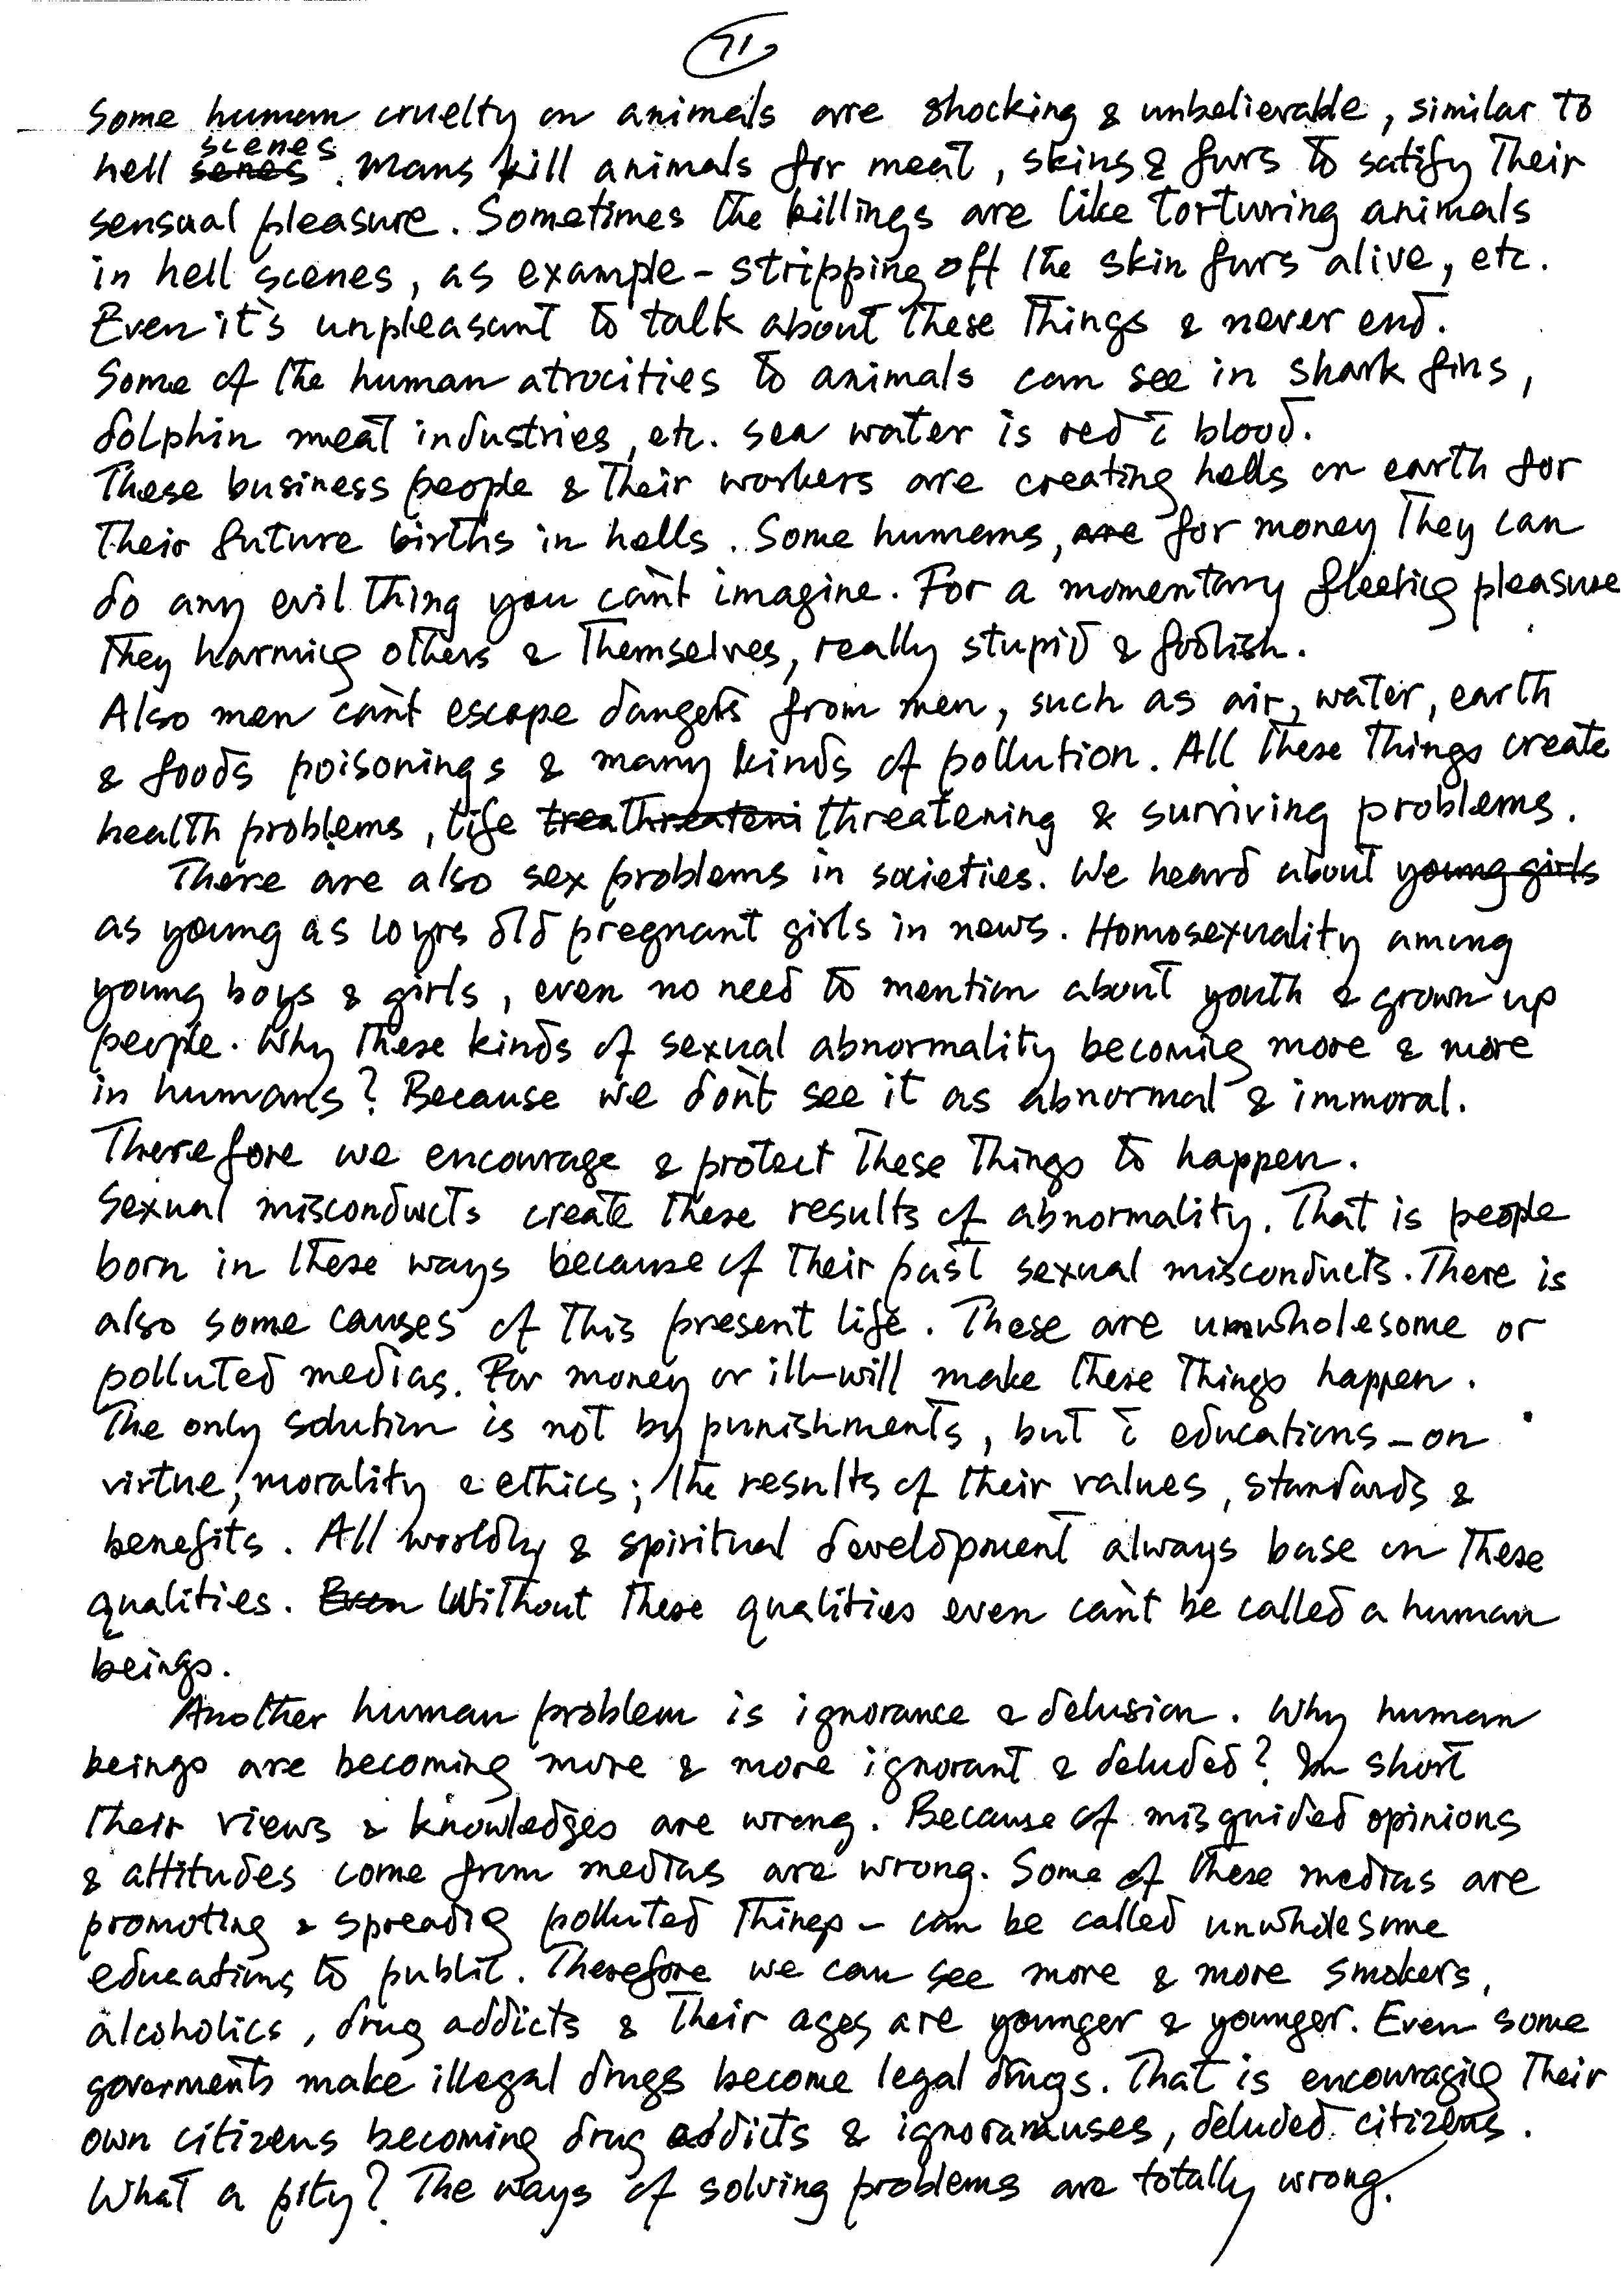 71
Some human cruelty on animals are shocking & unbelievable, similar to
scenes
hell senes. Mans kill animals for meat, skins & furs to satify their
sensual pleasure. Sometimes the killings are like torturing animals
in hell scenes, as example – stripping off the skin furs alive, etc.
Even it's unpleasant to talk about these things & never end.
Some of the human atrocities to animals can see in shark fins,
dolphin meat industries, etc. sea water is red c̄ blood.
These business people & their workers are creating hells on earth for
their future births in hells. Some humans, are for money they can
do any evil thing you can't imagine. For a momentary fleeting pleasure
they harming others & themselves, really stupid & foolish.
Also men can't escape dangers from men, such as air, water, earth
& foods poisonings & many kinds of pollution. All these things create
health problems, life treathreateni threatening & surviving problems.
There are also sex problems in societies. We heard about young girls
as young as 10 yrs old pregnant girls in news. Homosexuality among
young boys & girls, even no need to mention about youth & grown up
people. Why these kinds of sexual abnormality becoming more & more
in humans? Because we don't see it as abnormal & immoral.
Therefore we encourage & protect these things to happen.
Sexual misconducts create these results of abnormality. That is people
born in these ways because of their past sexual misconducts. There is
also some causes of this present life. These are unwholesome or
polluted medias. For money or ill-will make these things happen.
The only solution is not by punishments, but c̄ educations – on
virtue, morality & ethics; the results of their values, standards &
benefits. All worldly & spiritual development always base on these
qualities. Even Without these qualities even can't be called a human
beings.
Another human problem is ignorance & delusion. Why human
beings are becoming more & more ignorant & deluded? In short
their views & knowledges are wrong. Because of misguided opinions
& attitudes come from medias are wrong. Some of these medias are
promoting & spreading polluted things – can be called unwholesome
educations to public. Therefore we can see more & more smokers,
alcoholics, drug addicts & their ages are younger & younger. Even some
goverments make illegal drugs become legal drugs. That is encouraging their
own citizens becoming drug addicts & ignoramuses, deluded citizens.
What a pity? The ways of solving problems are totally wrong.